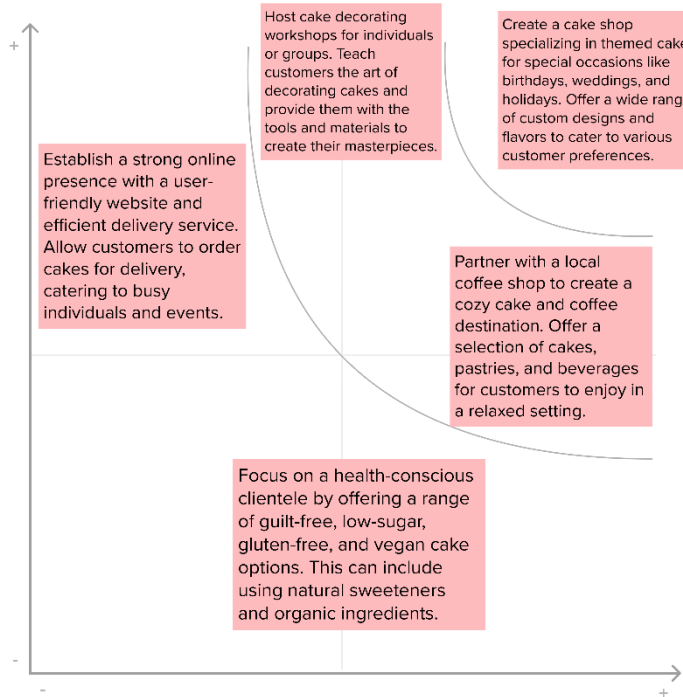 +
Host cake decorating
workshops for individuals
or groups. Teach
customers the art of
decorating cakes and
provide them with the
tools and materials to
create their masterpieces.
Create a cake shop
specializing in themed cake
for special occasions like
birthdays, weddings, and
holidays. Offer a wide rang
of custom designs and
flavors to cater to various
customer preferences.
Establish a strong online
presence with a user-
friendly website and
efficient delivery service.
Allow customers to order
cakes for delivery,
catering to busy
individuals and events.
Partner with a local
coffee shop to create a
cozy cake and coffee
destination. Offer a
selection of cakes,
pastries, and beverages
for customers to enjoy in
a relaxed setting.
Focus on a health-conscious
clientele by offering a range
of guilt-free, low-sugar,
gluten-free, and vegan cake
options. This can include
using natural sweeteners
and organic ingredients.
-
- +